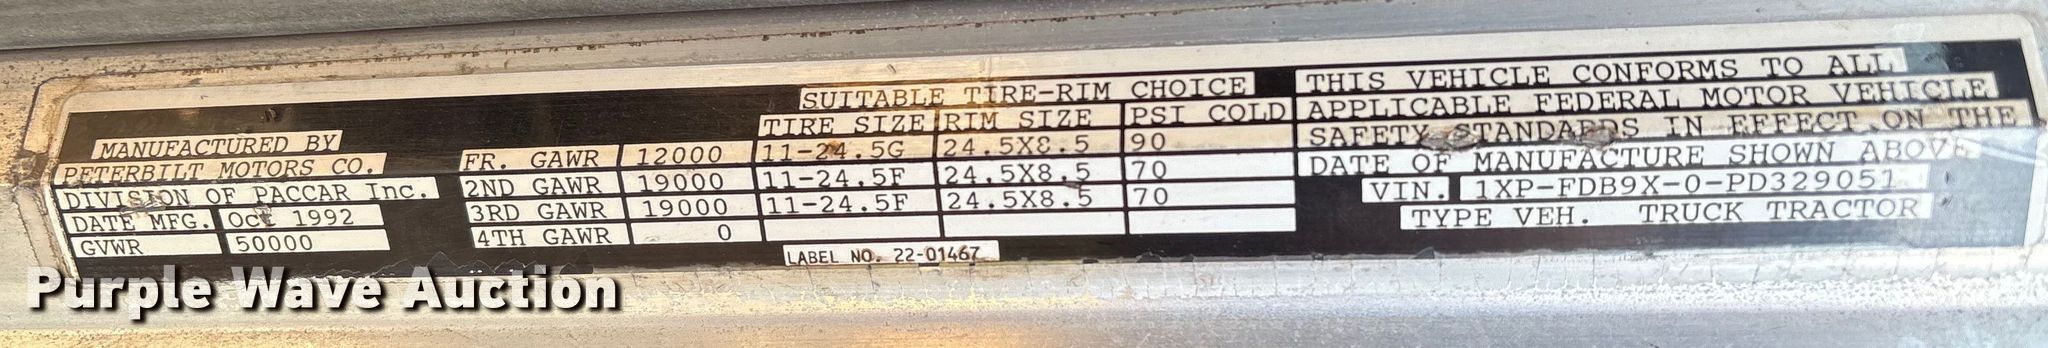 MANUFACTURED BY
PETERBILT MOTORS CO.
DIVISION OF PACCAR Inc.
DATE MFG. Oct 1992
GVWR 50000
SUITABLE TIRE-RIM CHOICE
TIRE SIZE RIM SIZE PSI COLD
FR. GAWR 12000 11-24.5G 24.5X8.5 90
2ND GAWR 19000 11-24.5F 24.5X8.5 70
3RD GAWR 19000 11-24.5F 24.5X8.5 70
4TH GAWR 0
LABEL NO. 22-01467
THIS VEHICLE CONFORMS TO ALL
APPLICABLE FEDERAL MOTOR VEHICLE
SAFETY STANDARDS IN EFFECT ON THE
DATE OF MANUFACTURE SHOWN ABOVE
VIN. 1XP-FDB9X-0-PD329051
TYPE VEH. TRUCK TRACTOR
Purple Wave Auction